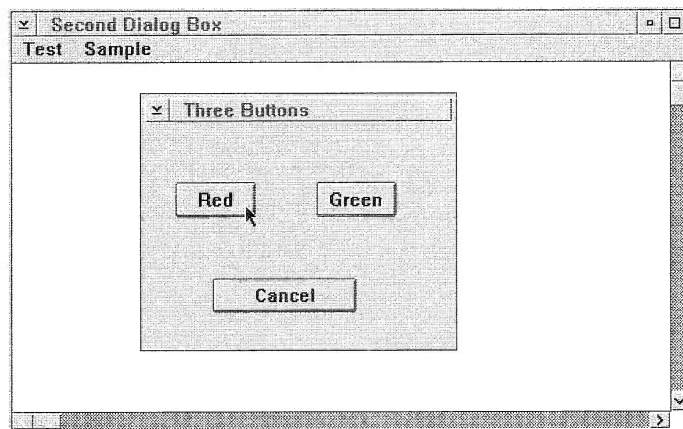 Second Dialog Box
Test Sample
Three Buttons
Red Green
Cancel